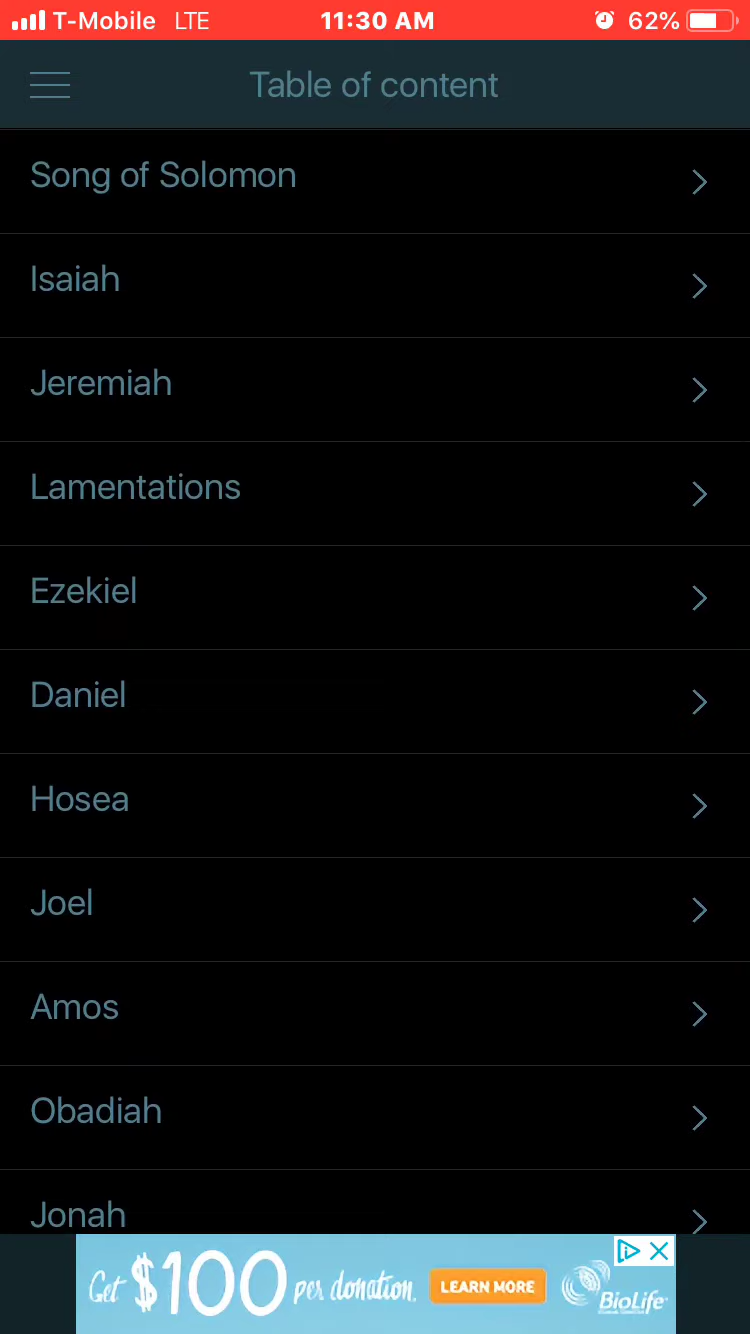 T-Mobile LTE 11:30 AM 62%
Table of content
Song of Solomon
Isaiah
Jeremiah
Lamentations
Ezekiel
Daniel
Hosea
Joel
Amos
Obadiah
Jonah
Get $100 per donation. LEARN MORE BioLife